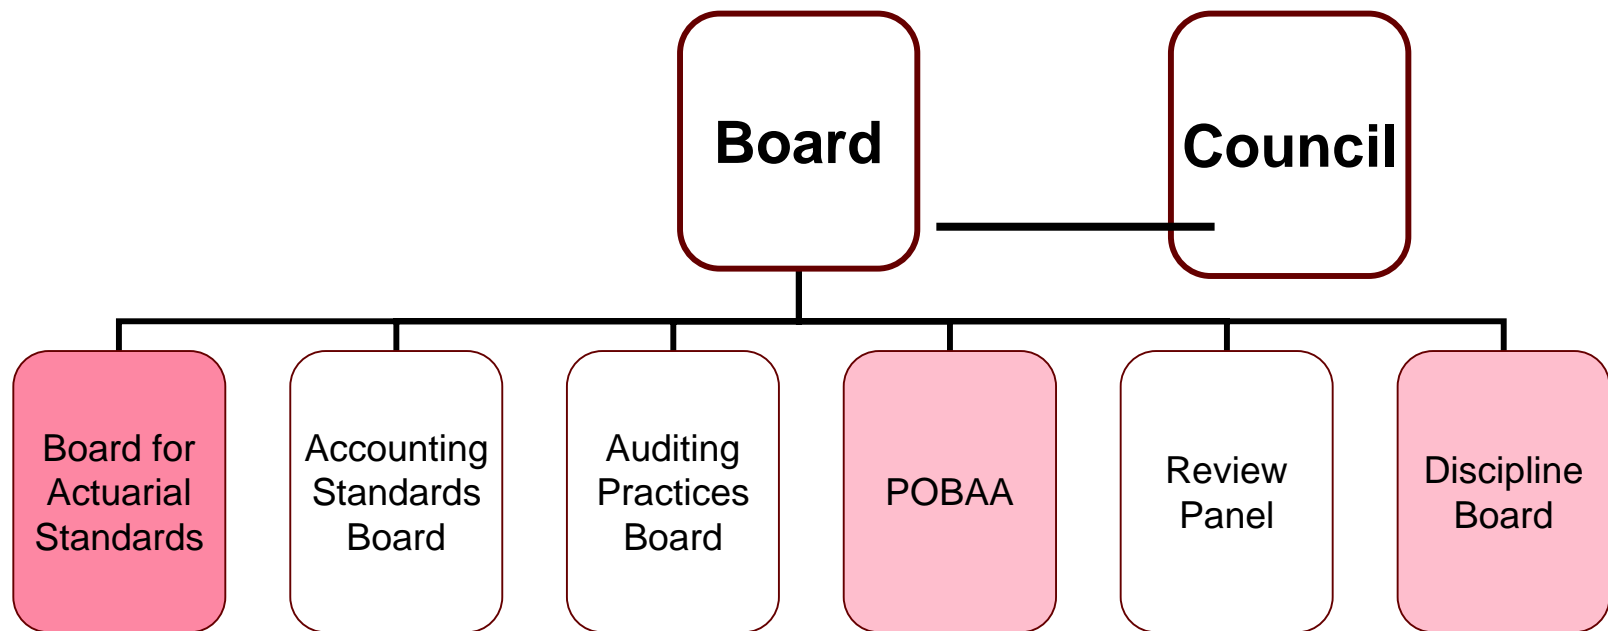 Board
Council
Board for
Actuarial
Standards
Accounting
Standards
Board
Auditing
Practices
Board
POBAA
Review
Panel
Discipline
Board